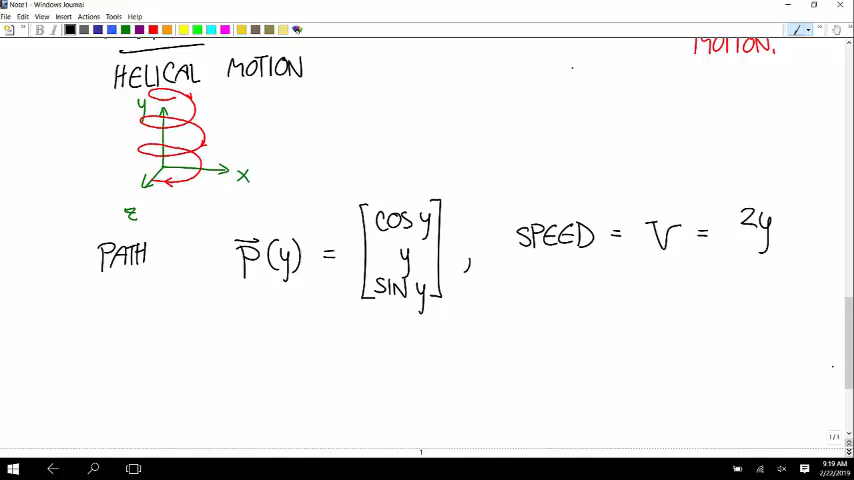 Note1 - Windows Journal
File Edit View Insert Actions Tools Help
B I
MOTION.
HELICAL MOTION
y
x
z
PATH p⃗(y) = [cos y, y, SIN y], SPEED = V = 2y
1/1
1
9:19 AM
2/22/2019